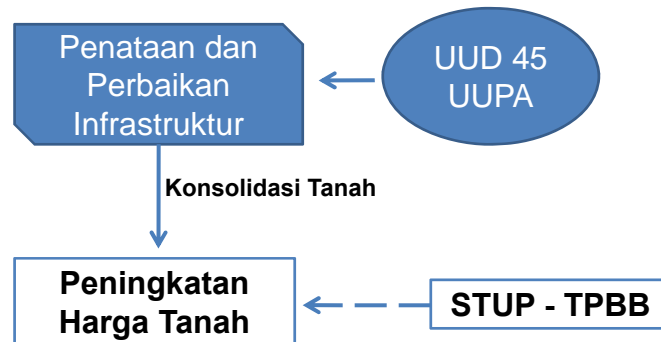 Penataan dan
Perbaikan
Infrastruktur
UUD 45
UUPA
Konsolidasi Tanah
Peningkatan
Harga Tanah
STUP - TPBB